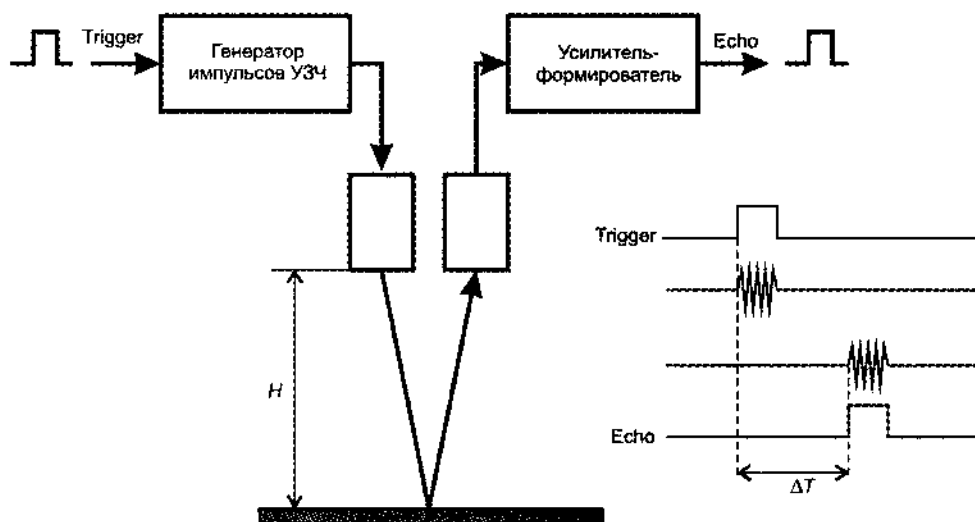 Trigger
Генератор
импульсов УЗЧ
Усилитель-
формирователь
Echo
H
Trigger
Echo
ΔT